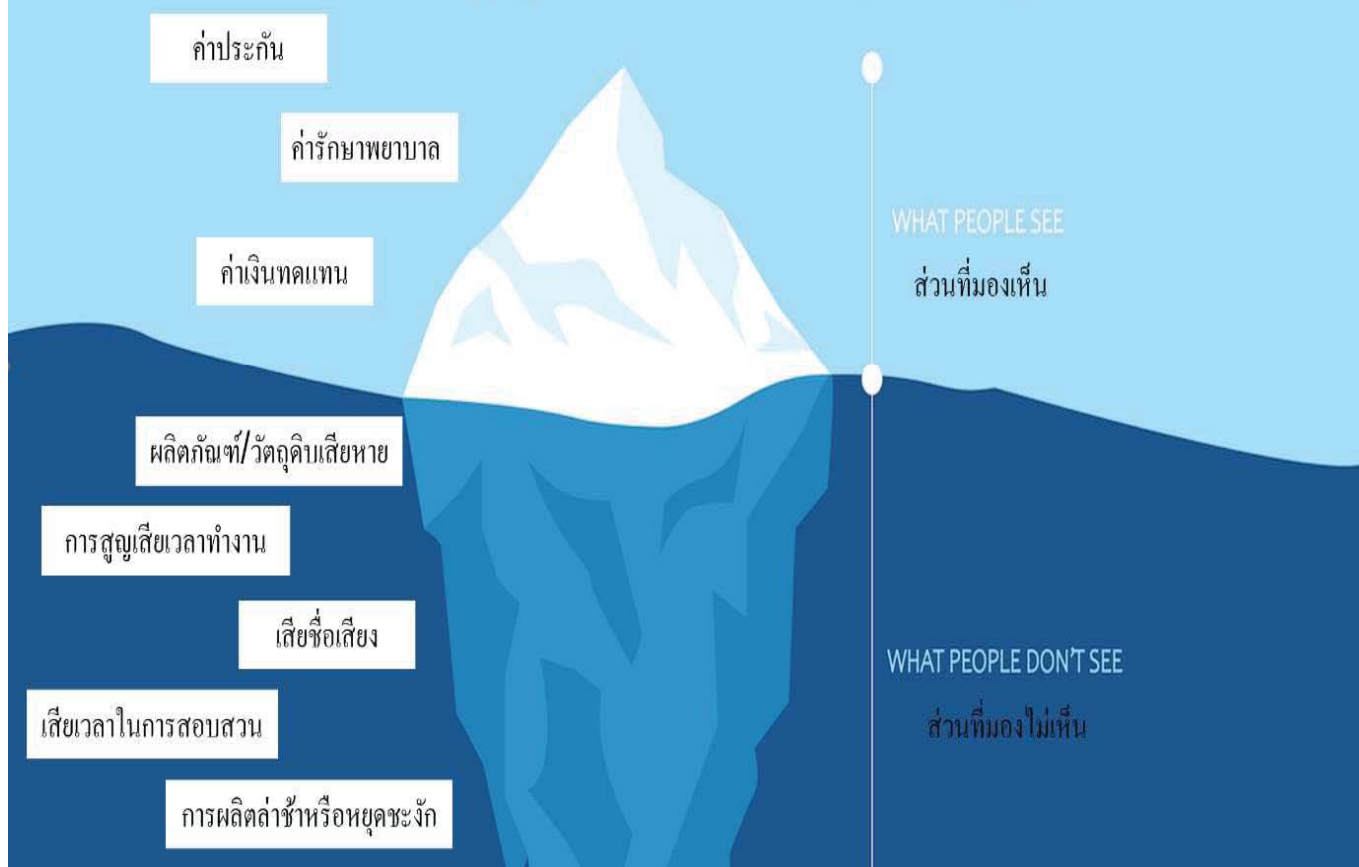 ค่าประกัน
ค่ารักษาพยาบาล
ค่าเงินทดแทน
WHAT PEOPLE SEE
ส่วนที่มองเห็น
ผลิตภัณฑ์/วัตถุดิบเสียหาย
การสูญเสียเวลาทำงาน
เสียชื่อเสียง
เสียเวลาในการสอบสวน
การผลิตล่าช้าหรือหยุดชะงัก
WHAT PEOPLE DON'T SEE
ส่วนที่มองไม่เห็น